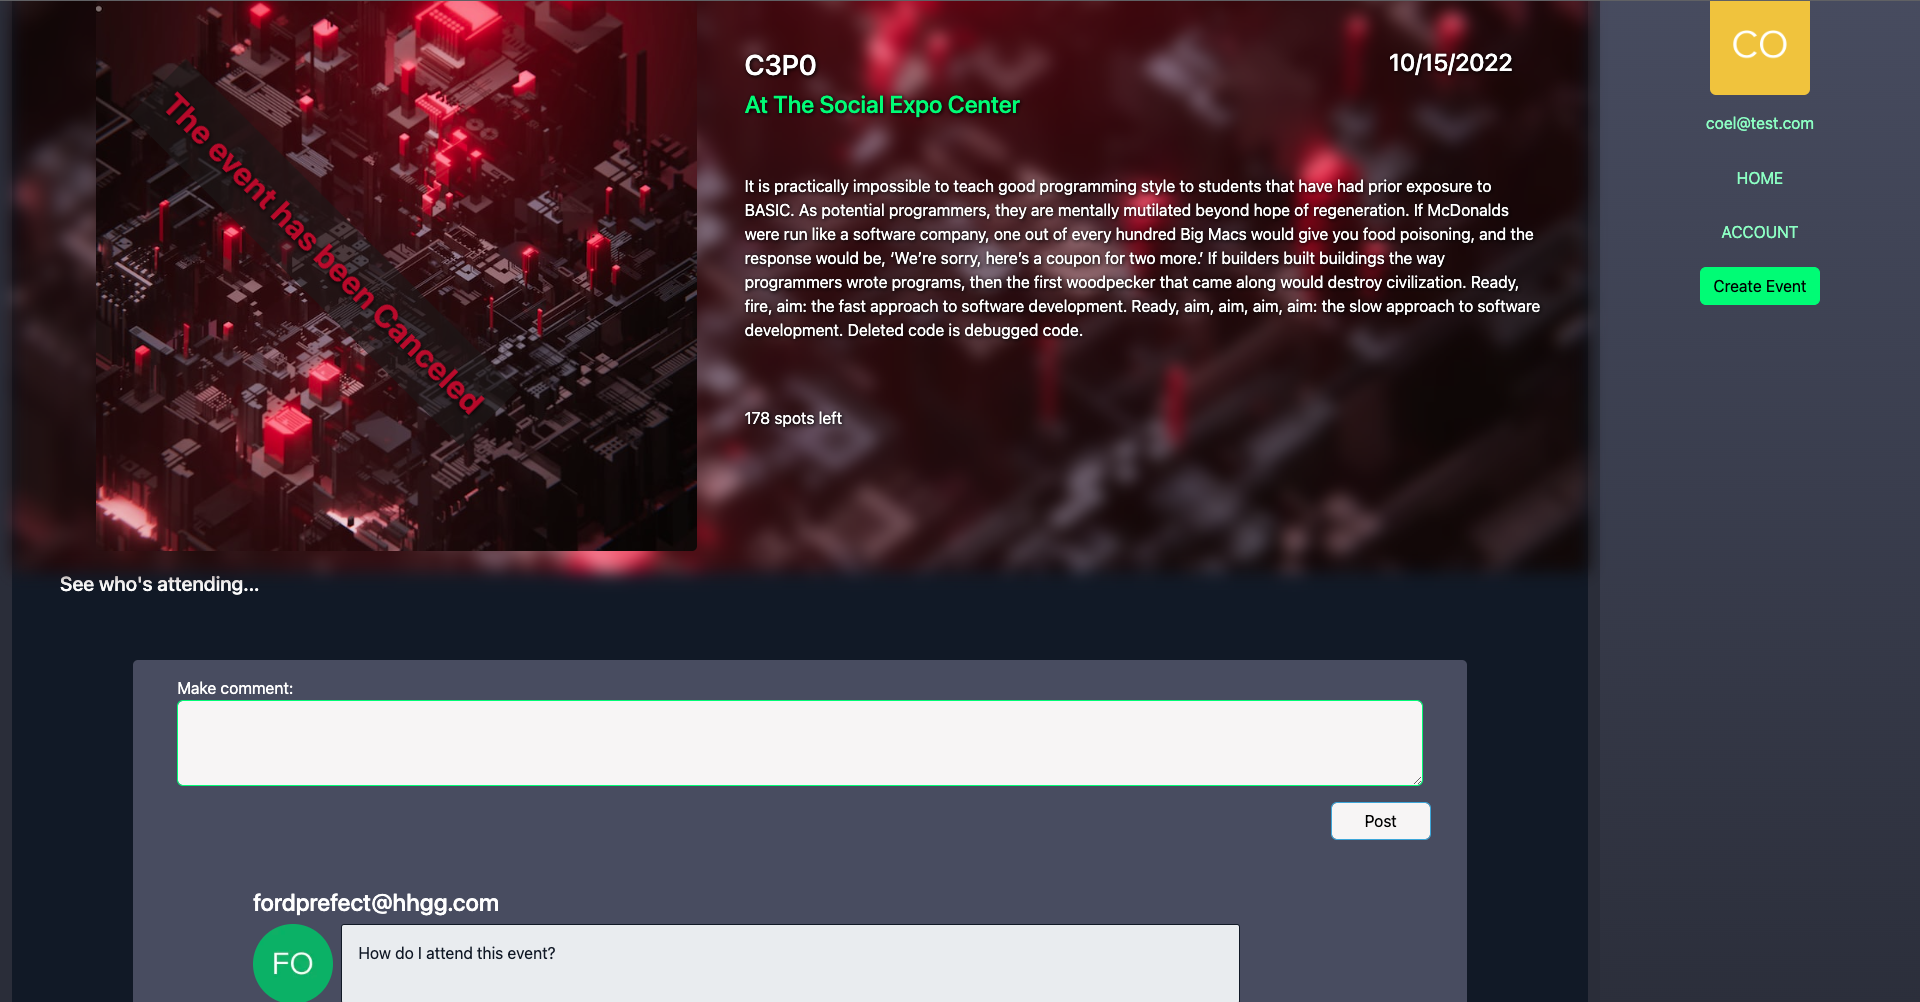 The event has been Canceled
C3P0
10/15/2022
At The Social Expo Center
It is practically impossible to teach good programming style to students that have had prior exposure to
BASIC. As potential programmers, they are mentally mutilated beyond hope of regeneration. If McDonalds
were run like a software company, one out of every hundred Big Macs would give you food poisoning, and the
response would be, ‘We’re sorry, here’s a coupon for two more.’ If builders built buildings the way
programmers wrote programs, then the first woodpecker that came along would destroy civilization. Ready,
fire, aim: the fast approach to software development. Ready, aim, aim, aim, aim: the slow approach to software
development. Deleted code is debugged code.
178 spots left
CO
coel@test.com
HOME
ACCOUNT
Create Event
See who's attending...
Make comment:
Post
fordprefect@hhgg.com
FO
How do I attend this event?